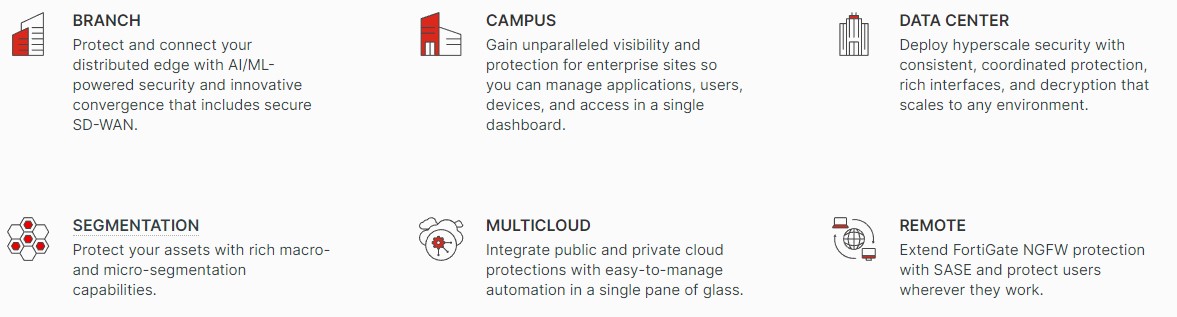 BRANCH
Protect and connect your
distributed edge with AI/ML-
powered security and innovative
convergence that includes secure
SD-WAN.
CAMPUS
Gain unparalleled visibility and
protection for enterprise sites so
you can manage applications, users,
devices, and access in a single
dashboard.
DATA CENTER
Deploy hyperscale security with
consistent, coordinated protection,
rich interfaces, and decryption that
scales to any environment.
SEGMENTATION
Protect your assets with rich macro-
and micro-segmentation
capabilities.
MULTICLOUD
Integrate public and private cloud
protections with easy-to-manage
automation in a single pane of glass.
REMOTE
Extend FortiGate NGFW protection
with SASE and protect users
wherever they work.